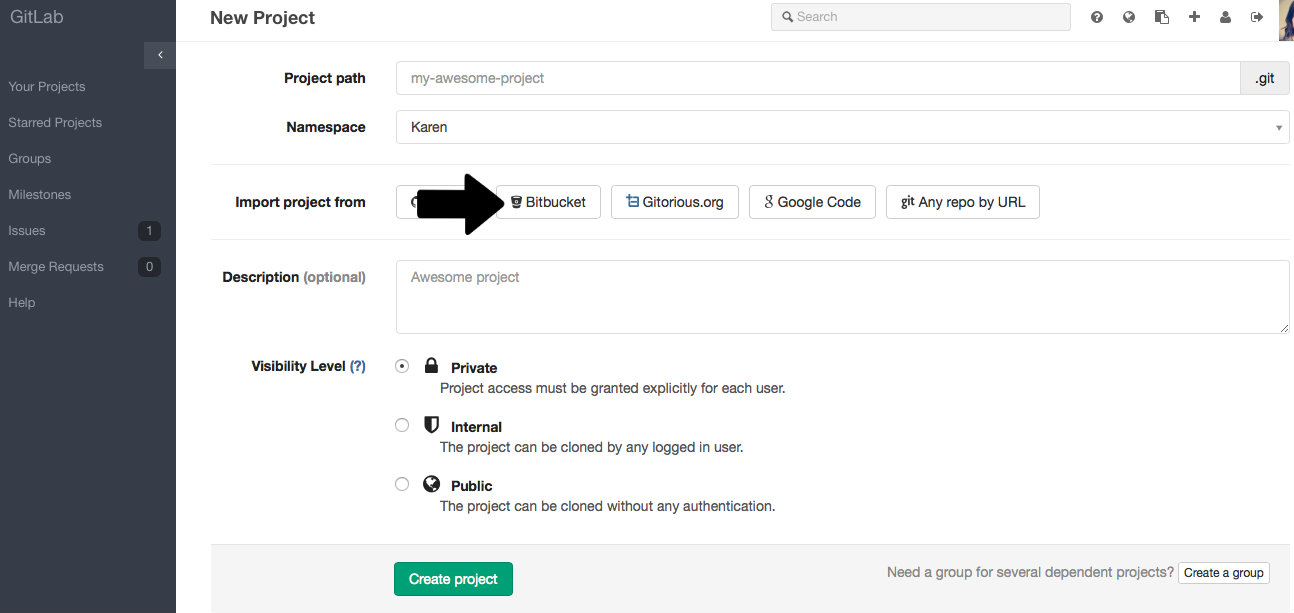 GitLab
New Project
Search
Your Projects
Starred Projects
Groups
Milestones
Issues 1
Merge Requests 0
Help
Project path my-awesome-project .git
Namespace Karen
Import project from Bitbucket Gitorious.org Google Code git Any repo by URL
Description (optional) Awesome project
Visibility Level (?) Private
Project access must be granted explicitly for each user.
Internal
The project can be cloned by any logged in user.
Public
The project can be cloned without any authentication.
Create project Need a group for several dependent projects? Create a group